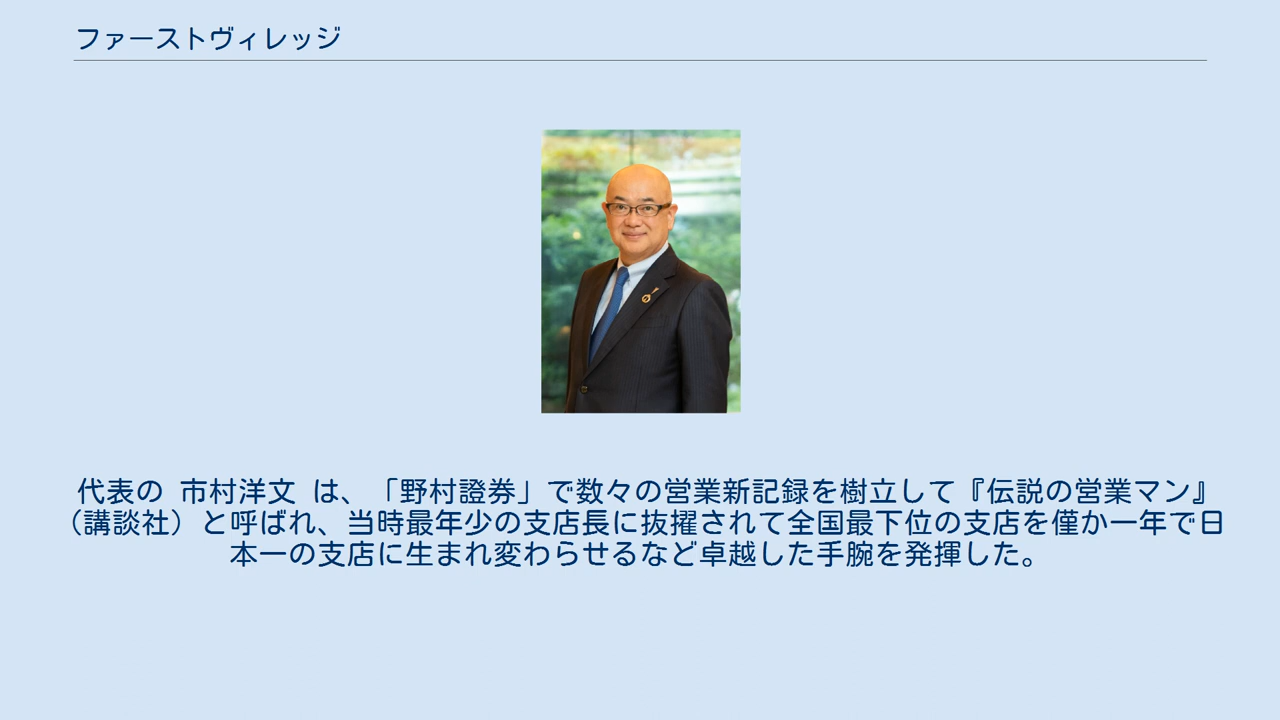 ファーストヴィレッジ
代表の 市村洋文 は、「野村證券」で数々の営業新記録を樹立して『伝説の営業マン』
（講談社）と呼ばれ、当時最年少の支店長に抜擢されて全国最下位の支店を僅か一年で日
本一の支店に生まれ変わらせるなど卓越した手腕を発揮した。